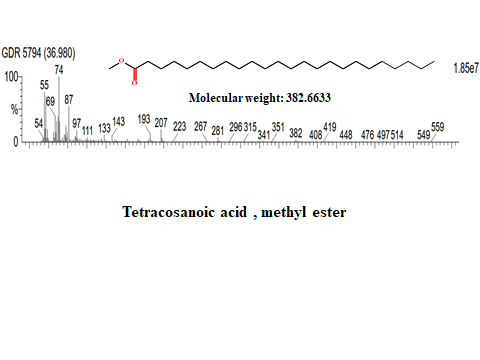 GDR 5794 (36.980)
1.85e7
O
O
Molecular weight: 382.6633
100
%
0
54 55 69 74 87 97 111 133 143 193 207 223 267 281 296 315 341 351 382 408 419 448 476 497 514 549 559
Tetracosanoic acid , methyl ester